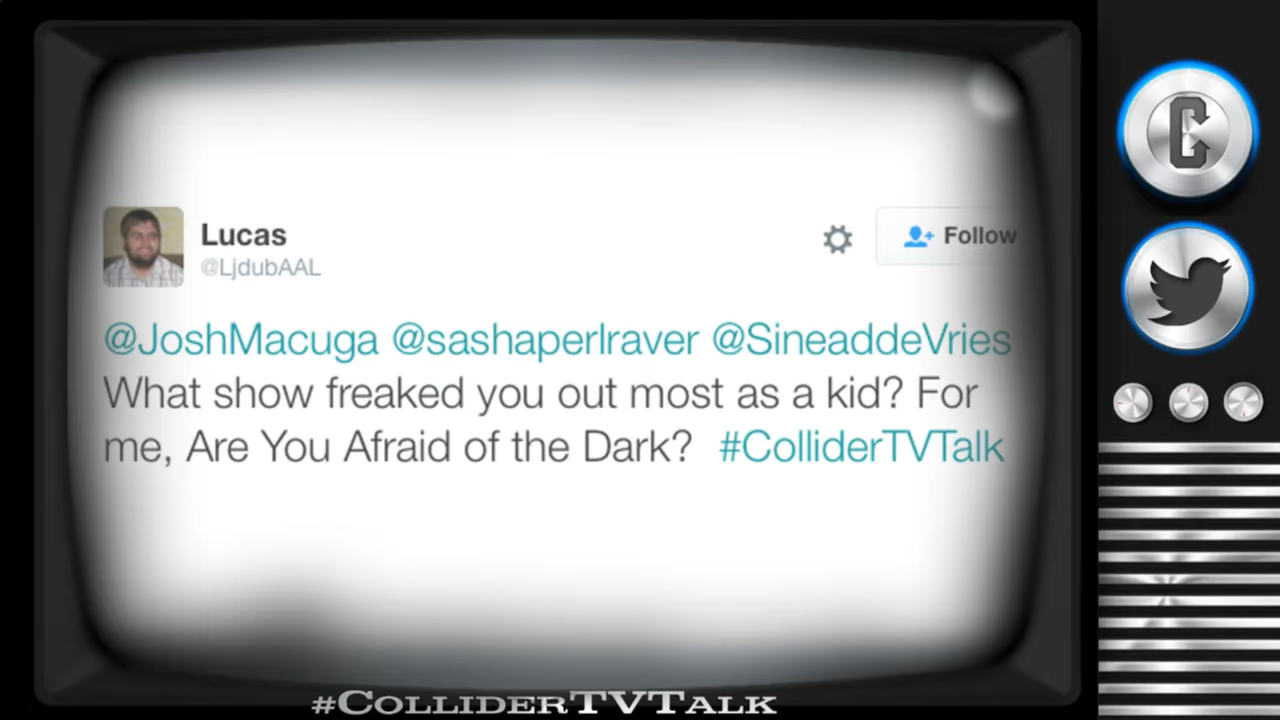 Lucas
@LjdubAAL
Follow
@JoshMacuga @sashaperlraver @SineaddeVries
What show freaked you out most as a kid? For
me, Are You Afraid of the Dark? #ColliderTVTalk
#ColliderTVTalk